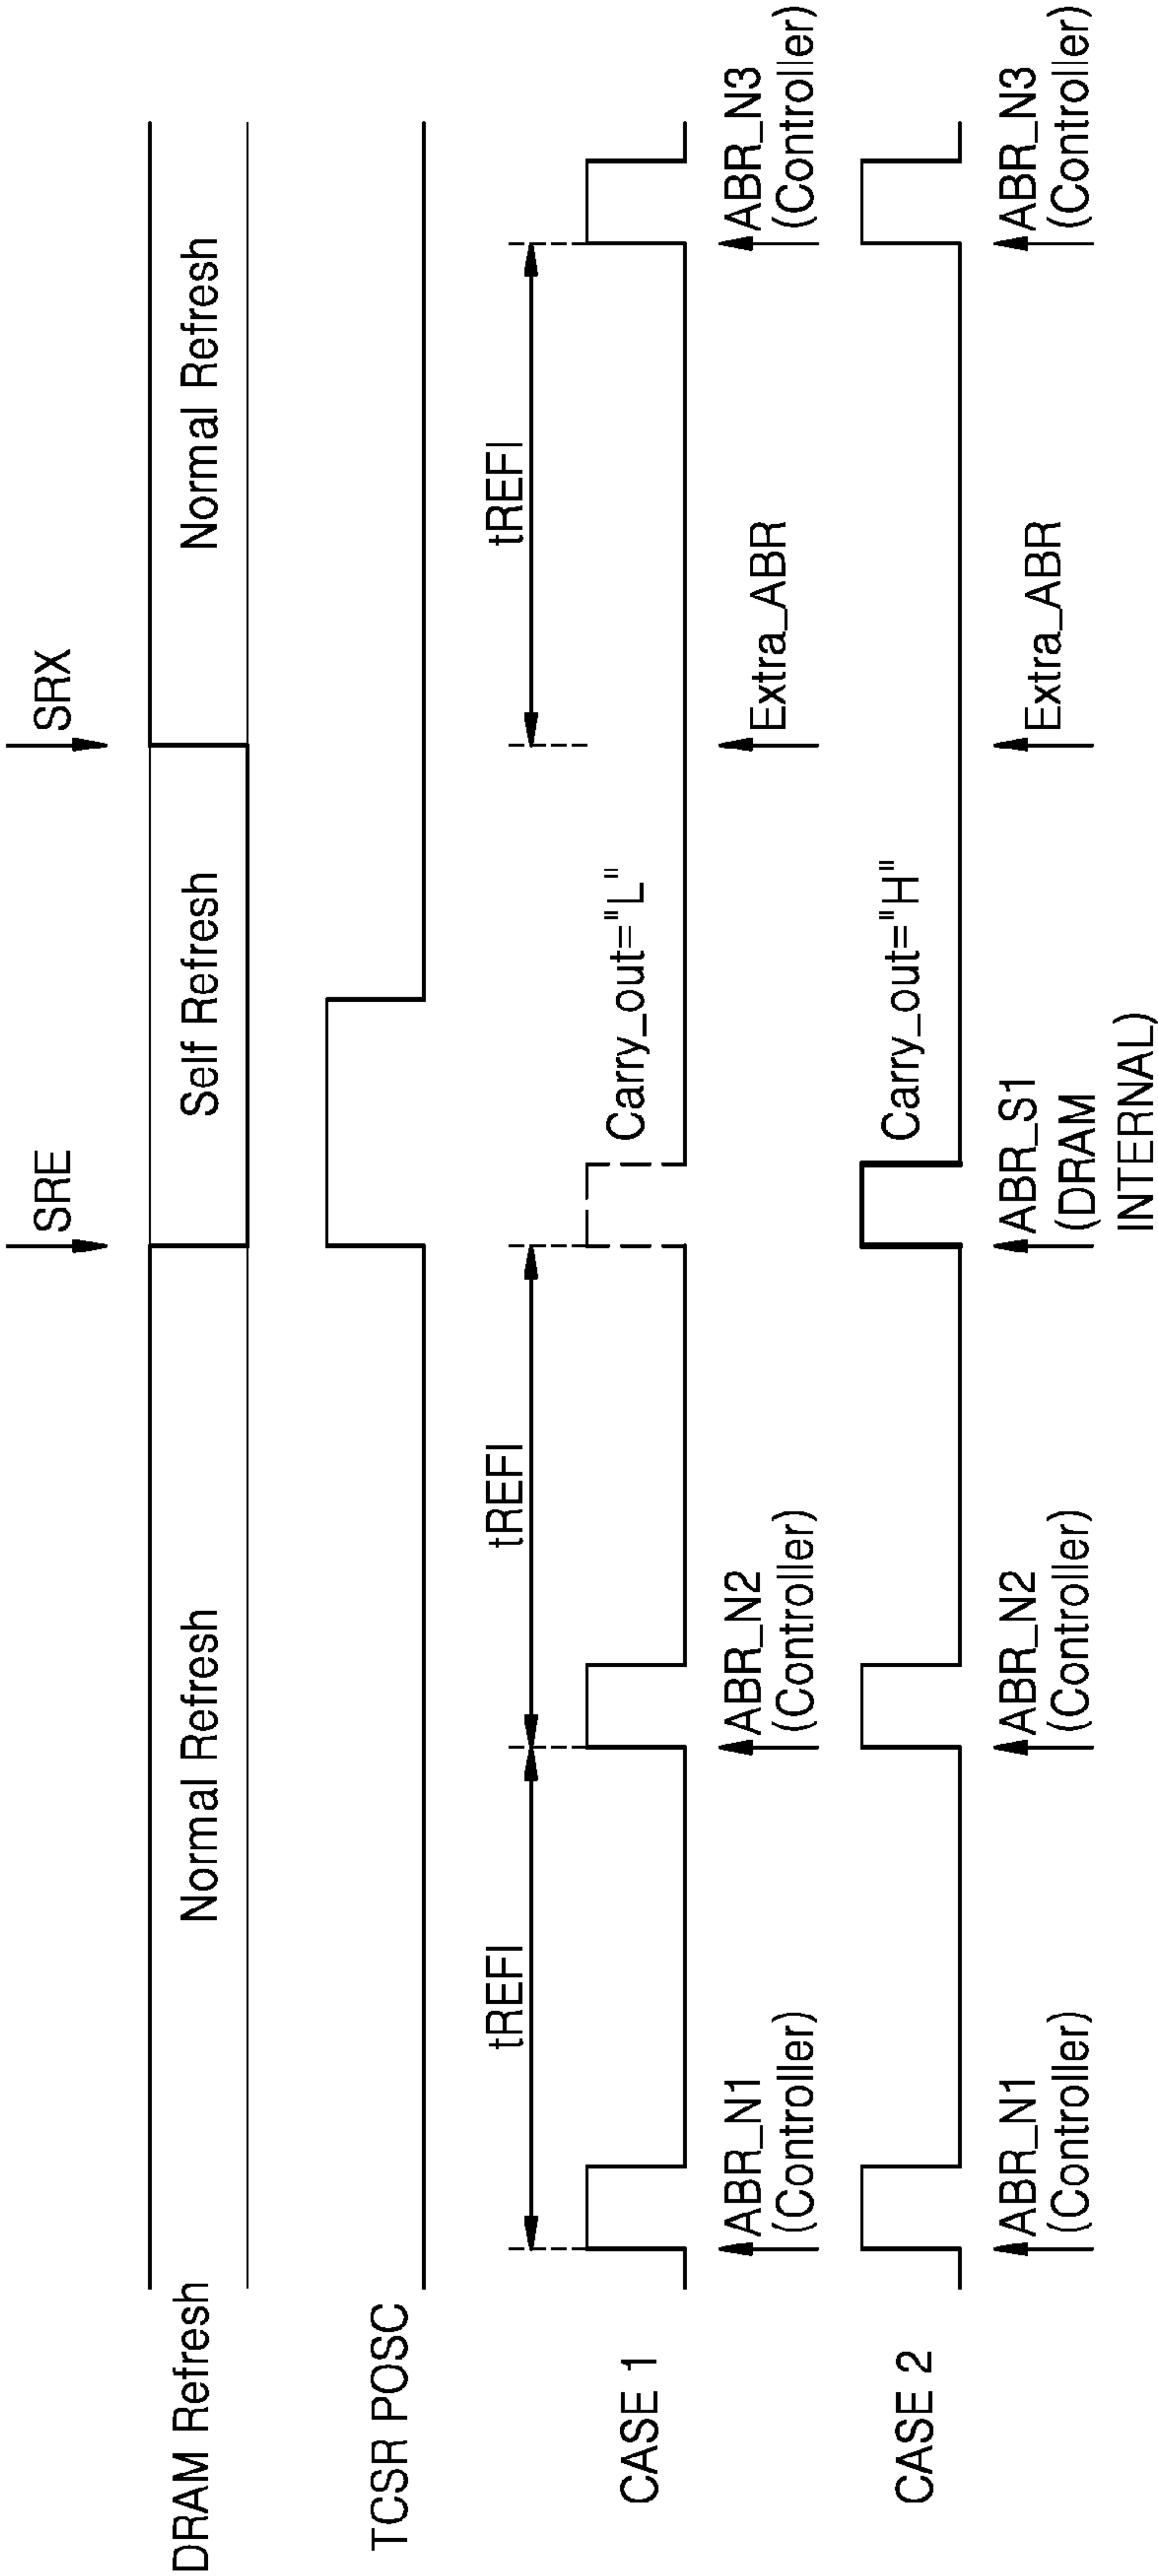 SRE
SRX
DRAM Refresh
Normal Refresh
Self Refresh
Normal Refresh
TCSR POSC
tREFI
tREFI
tREFI
CASE 1
Carry_out="L"
ABR_N1
(Controller)
ABR_N2
(Controller)
Extra_ABR
ABR_N3
(Controller)
CASE 2
Carry_out="H"
ABR_N1
(Controller)
ABR_N2
(Controller)
ABR_S1
(DRAM
INTERNAL)
Extra_ABR
ABR_N3
(Controller)